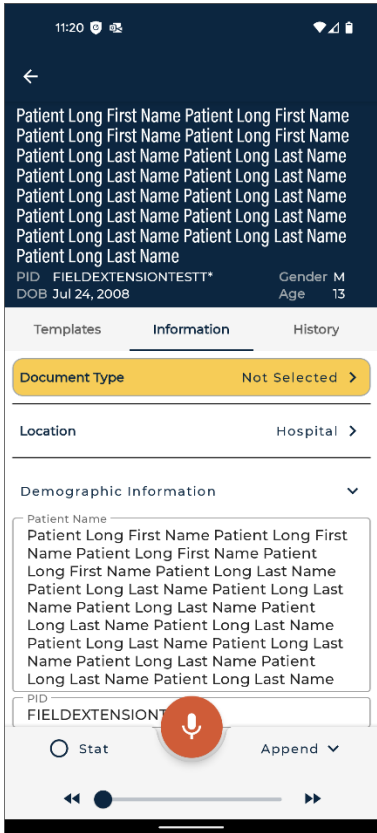 11:20
Patient Long First Name Patient Long First Name
Patient Long First Name Patient Long First Name
Patient Long Last Name Patient Long Last Name
Patient Long Last Name Patient Long Last Name
Patient Long Last Name Patient Long Last Name
Patient Long Last Name Patient Long Last Name
Patient Long Last Name Patient Long Last Name
Patient Long Last Name
PID FIELDEXTENSIONTESTT* Gender M
DOB Jul 24, 2008 Age 13
Templates Information History
Document Type Not Selected
Location Hospital
Demographic Information
Patient Name
Patient Long First Name Patient Long First
Name Patient Long First Name Patient
Long First Name Patient Long Last Name
Patient Long Last Name Patient Long Last
Name Patient Long Last Name Patient
Long Last Name Patient Long Last Name
Patient Long Last Name Patient Long Last
Name Patient Long Last Name Patient
Long Last Name Patient Long Last Name
PID
FIELDEXTENSIONT
Stat Append